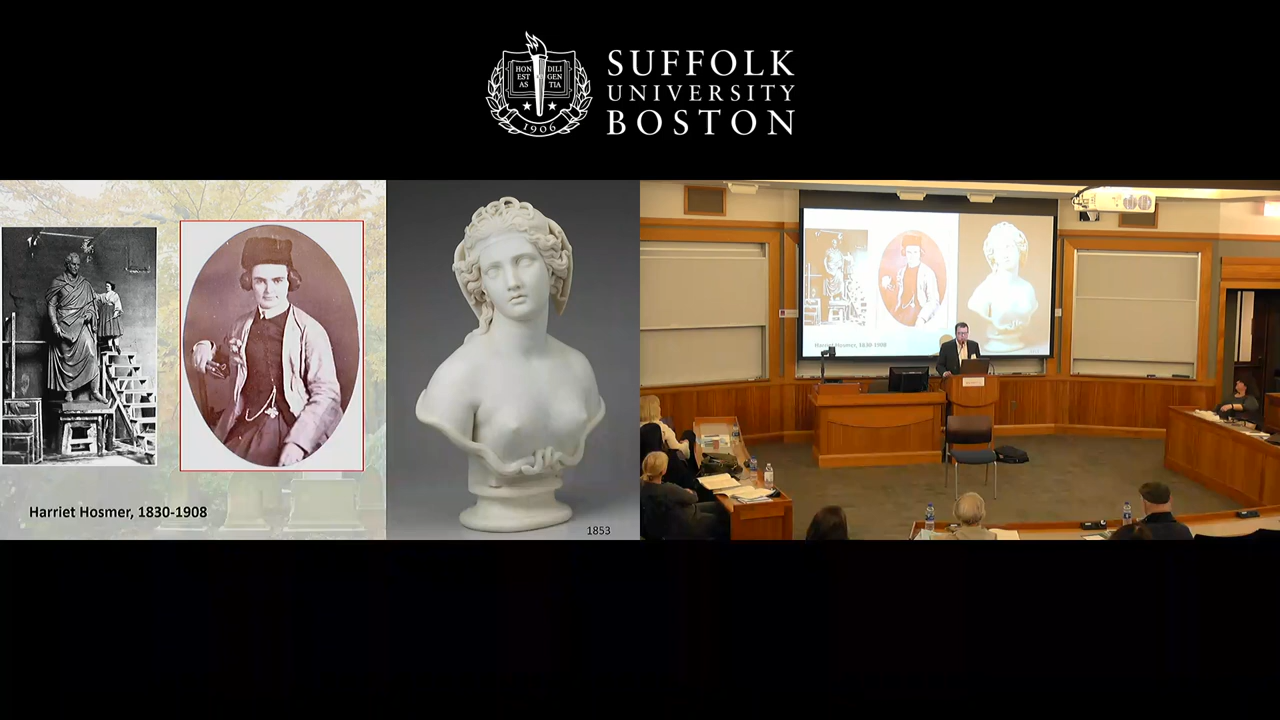 HON
EST
AS
DILI
GEN
TIA
1906
SUFFOLK
UNIVERSITY
BOSTON
Harriet Hosmer, 1830-1908
1853
Harriet Hosmer, 1830-1908